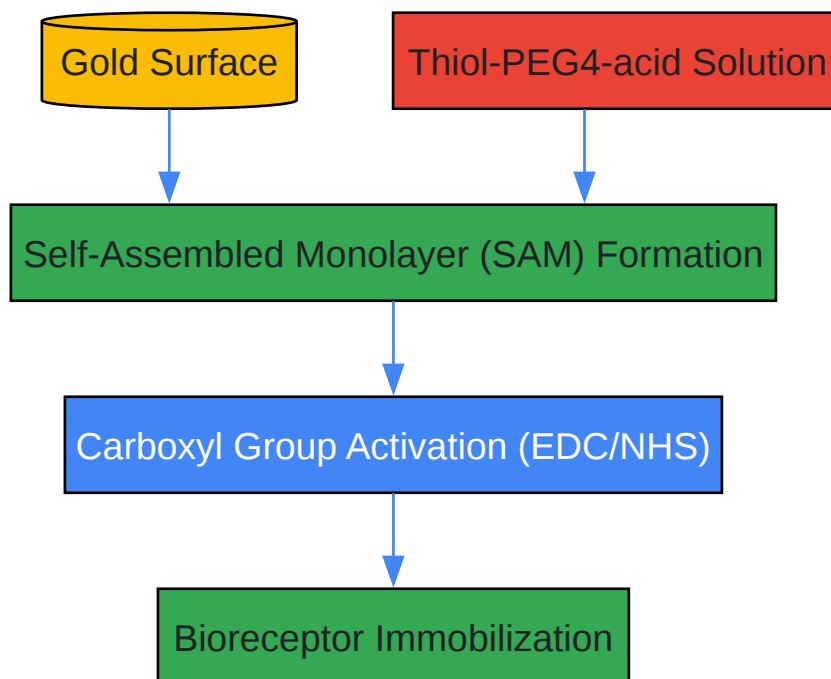 Gold Surface
Thiol-PEG4-acid Solution
Self-Assembled Monolayer (SAM) Formation
Carboxyl Group Activation (EDC/NHS)
Bioreceptor Immobilization